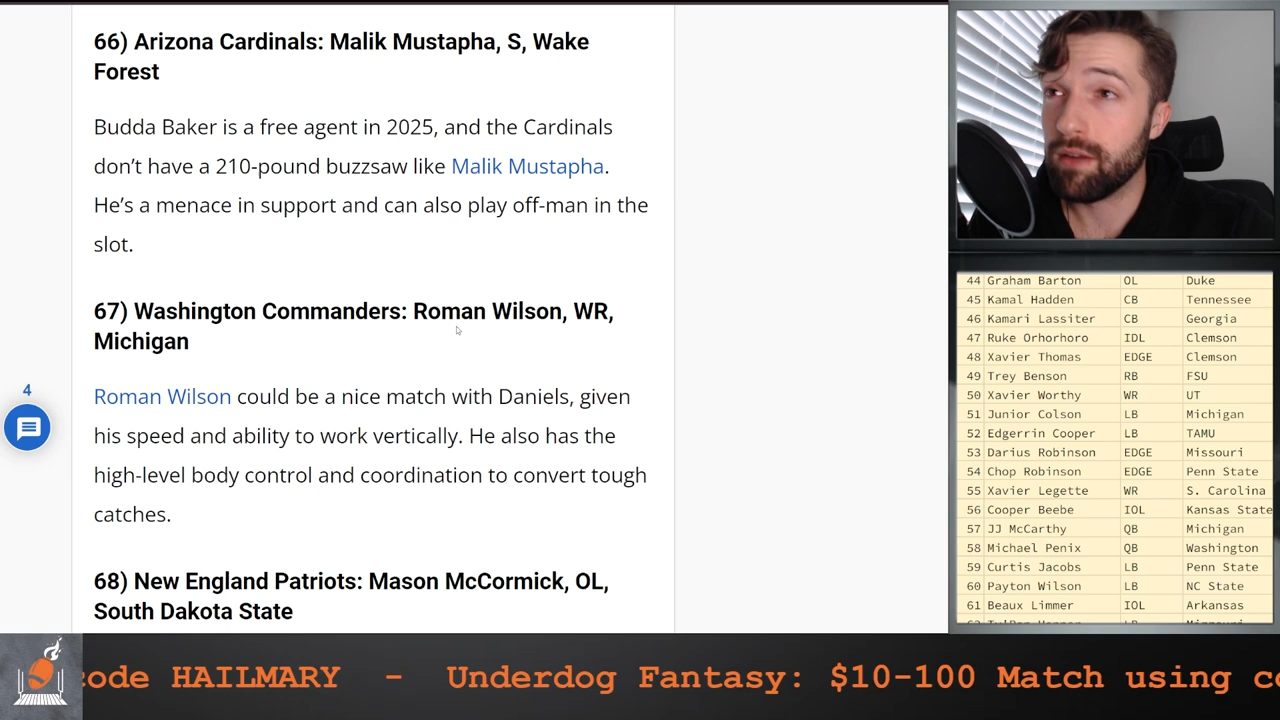 66) Arizona Cardinals: Malik Mustapha, S, Wake
Forest
Budda Baker is a free agent in 2025, and the Cardinals
don’t have a 210-pound buzzsaw like Malik Mustapha.
He’s a menace in support and can also play off-man in the
slot.
67) Washington Commanders: Roman Wilson, WR,
Michigan
4
Roman Wilson could be a nice match with Daniels, given
his speed and ability to work vertically. He also has the
high-level body control and coordination to convert tough
catches.
68) New England Patriots: Mason McCormick, OL,
South Dakota State
44 Graham Barton OL Duke
45 Kamal Hadden CB Tennessee
46 Kamari Lassiter CB Georgia
47 Ruke Orhorhoro IDL Clemson
48 Xavier Thomas EDGE Clemson
49 Trey Benson RB FSU
50 Xavier Worthy WR UT
51 Junior Colson LB Michigan
52 Edgerrin Cooper LB TAMU
53 Darius Robinson EDGE Missouri
54 Chop Robinson EDGE Penn State
55 Xavier Legette WR S. Carolina
56 Cooper Beebe IOL Kansas State
57 JJ McCarthy QB Michigan
58 Michael Penix QB Washington
59 Curtis Jacobs LB Penn State
60 Payton Wilson LB NC State
61 Beaux Limmer IOL Arkansas
code HAILMARY - Underdog Fantasy: $10-100 Match using co